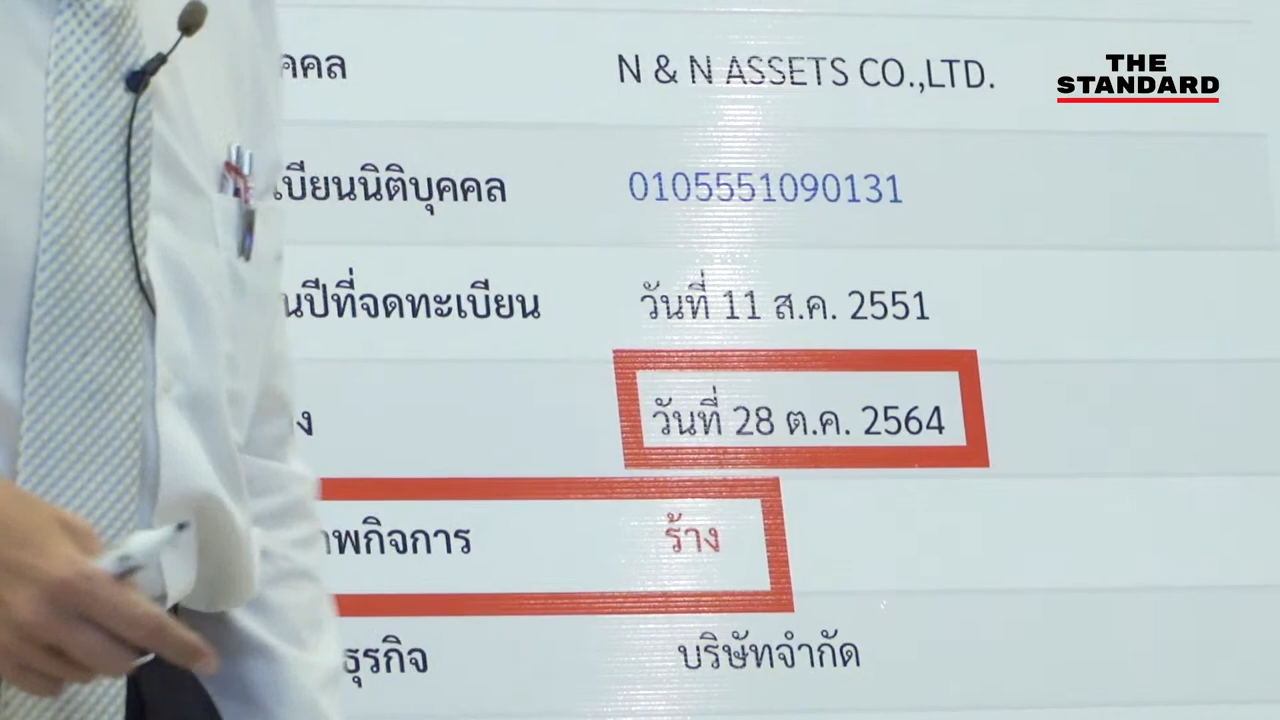 คคล N & N ASSETS CO.,LTD.
THE
STANDARD
เบียนนิติบุคคล 0105551090131
นปีที่จดทะเบียน วันที่ 11 ส.ค. 2551
ง วันที่ 28 ต.ค. 2564
าพกิจการ ร้าง
ธุรกิจ บริษัทจำกัด